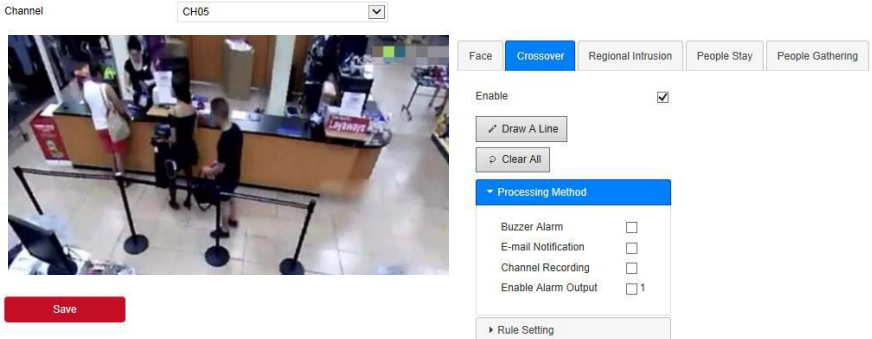 Channel CH05
Face Crossover Regional Intrusion People Stay People Gathering
Enable
Draw A Line
Clear All
Processing Method
Buzzer Alarm
E-mail Notification
Channel Recording
Enable Alarm Output 1
Rule Setting
Layaways
Save